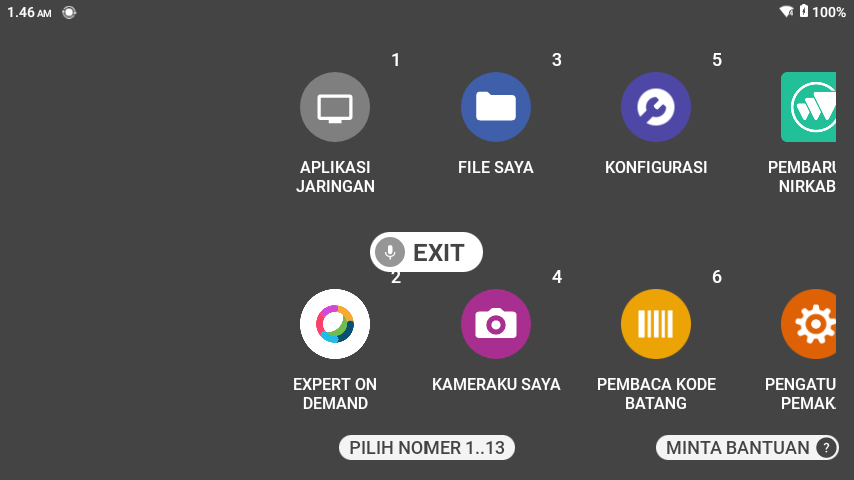 1.46 AM
100%
1
3
5
APLIKASI
JARINGAN
FILE SAYA
KONFIGURASI
PEMBARU
NIRKAB
EXIT
2
4
6
EXPERT ON
DEMAND
KAMERAKU SAYA
PEMBACA KODE
BATANG
PENGATU
PEMAK
PILIH NOMER 1..13
MINTA BANTUAN ?